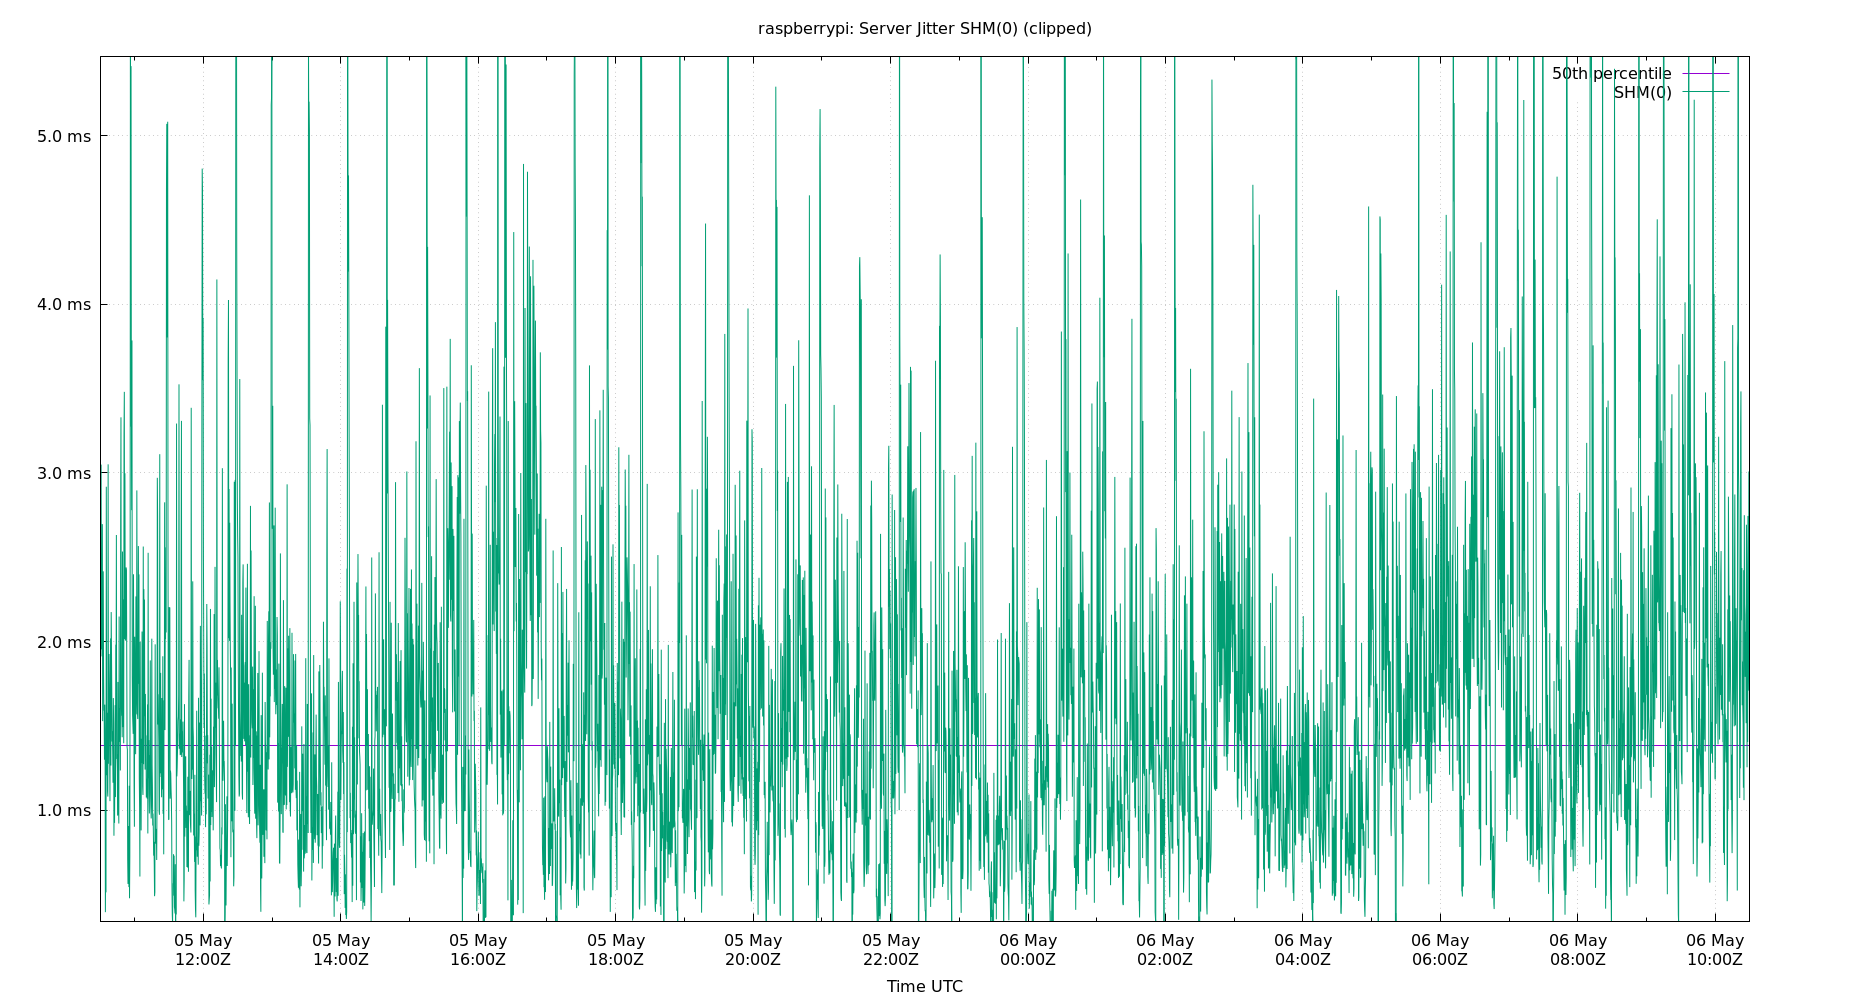 raspberrypi: Server Jitter SHM(0) (clipped)
50th percentile
SHM(0)
5.0 ms
4.0 ms
3.0 ms
2.0 ms
1.0 ms
05 May 05 May 05 May 05 May 05 May 05 May 06 May 06 May 06 May 06 May 06 May 06 May
12:00Z 14:00Z 16:00Z 18:00Z 20:00Z 22:00Z 00:00Z 02:00Z 04:00Z 06:00Z 08:00Z 10:00Z
Time UTC